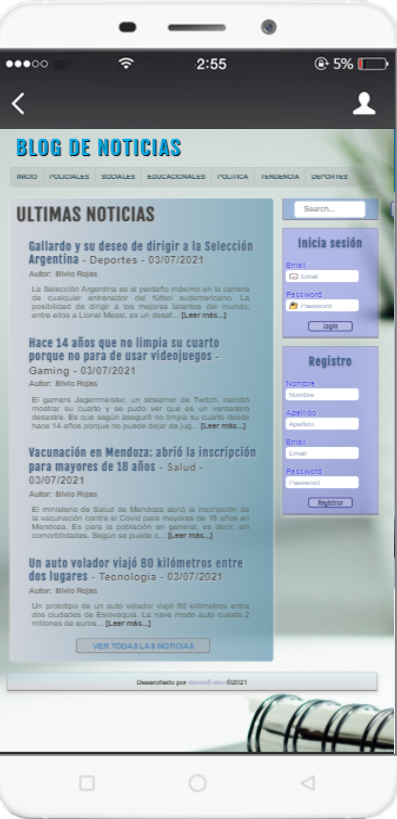 2:55
5%
BLOG DE NOTICIAS
INICIO POLICIALES SOCIALES EDUCACIONALES POLITICA TENDENCIA DEPORTES
ULTIMAS NOTICIAS
Gallardo y su deseo de dirigir a la Selección
Argentina - Deportes - 03/07/2021
Autor: Silvio Rojas
La Selección Argentina es el peldaño máximo en la carrera
de cualquier entrenador del fútbol sudamericano. La
posibilidad de dirigir a los mejores talentos del mundo,
entre ellos a Lionel Messi, es un desaf... [Leer más...]
Hace 14 años que no limpia su cuarto
porque no para de usar videojuegos -
Gaming - 03/07/2021
Autor: Silvio Rojas
El gamers Jagermeister, un streamer de Twitch, decidió
mostrar su cuarto y se pudo ver que es un verdadero
desastre. Es que según aseguró no limpia su cuarto desde
hace 14 años porque no puede dejar de jug... [Leer más...]
Vacunación en Mendoza: abrió la inscripción
para mayores de 18 años - Salud -
03/07/2021
Autor: Silvio Rojas
El ministerio de Salud de Mendoza abrió la inscripción de
la vacunación contra el Covid para mayores de 18 años en
Mendoza. Es para la población en general, es decir, sin
comorbilidades. Según se puede c... [Leer más...]
Un auto volador viajó 80 kilómetros entre
dos lugares - Tecnologia - 03/07/2021
Autor: Silvio Rojas
Un prototipo de un auto volador viajó 80 kilómetros entre
dos ciudades de Eslovaquia. La nave modo auto cuesta 2
millones de euros... [Leer más...]
VER TODAS LAS NOTICIAS
Search...
Inicia sesión
Email
Email
Password
Password
Login
Registro
Nombre
Nombre
Apellido
Apellido
Email
Email
Password
Password
Registrar
Desarrollado por ©2021